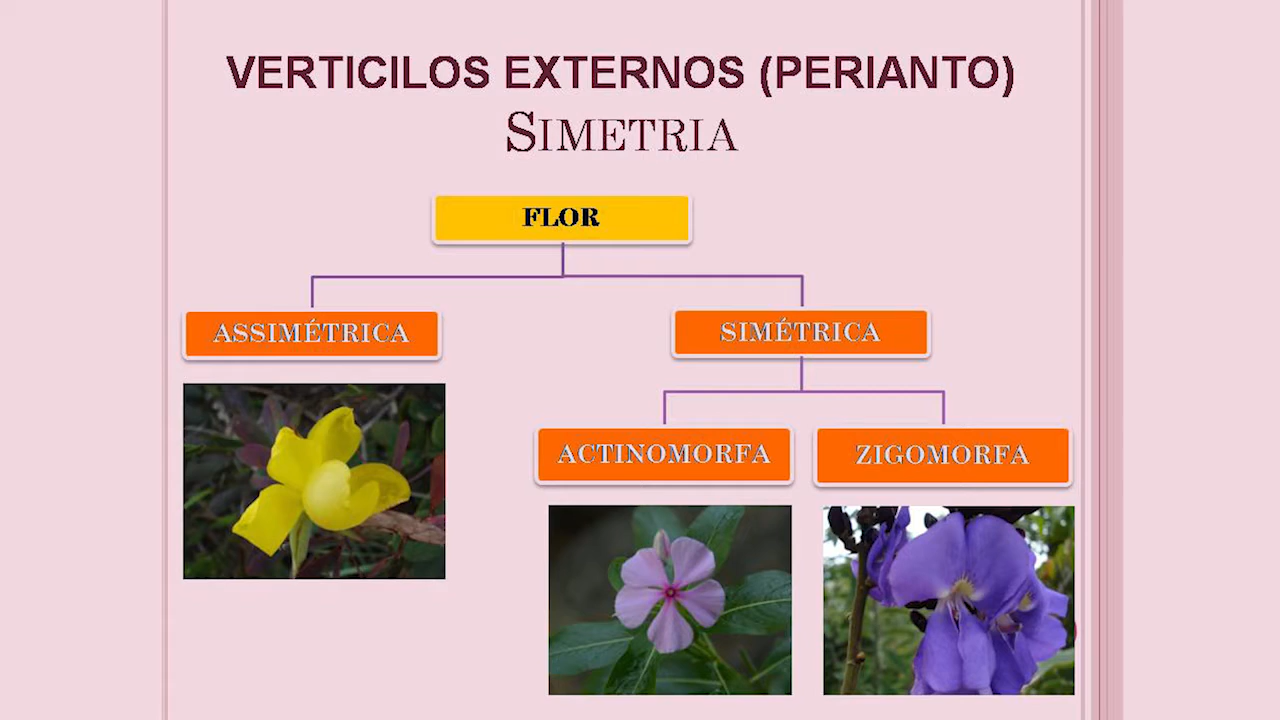 VERTICILOS EXTERNOS (PERIANTO)
SIMETRIA
FLOR
ASSIMÉTRICA
SIMÉTRICA
ACTINOMORFA
ZIGOMORFA